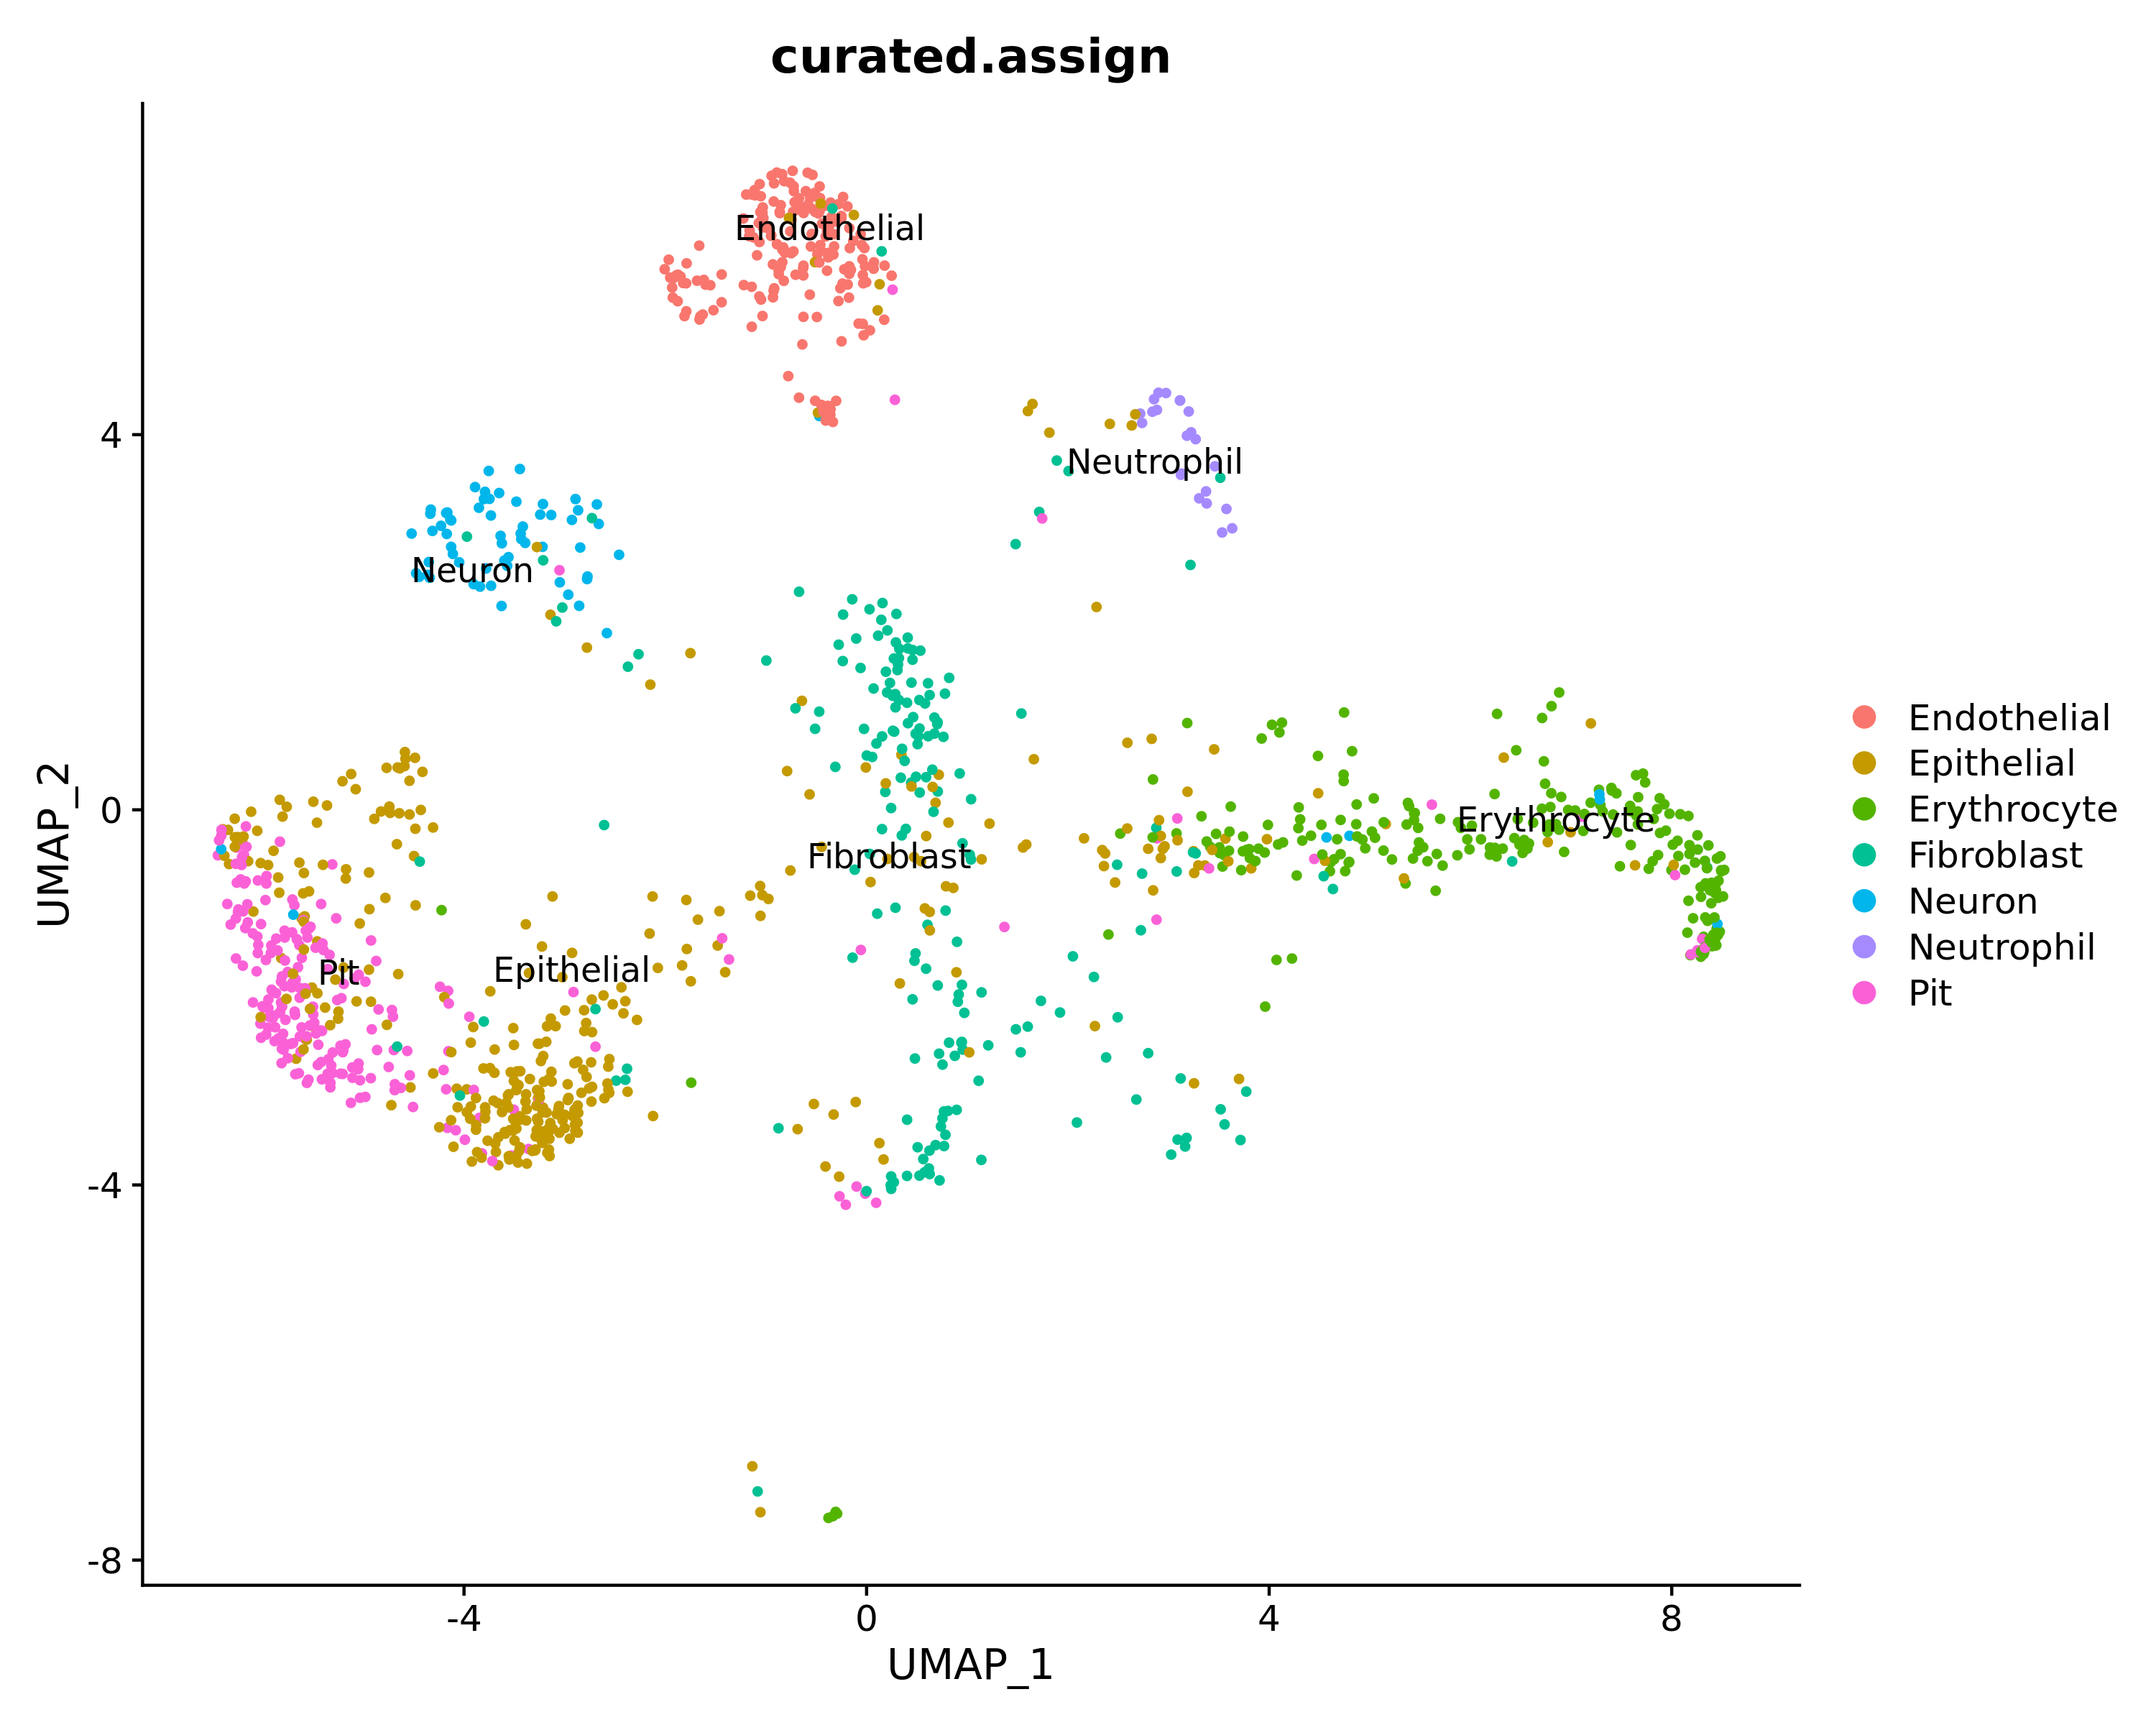 curated.assign
Endothelial
Neutrophil
Neuron
Erythrocyte
Fibroblast
Pit
Epithelial
4
0
-4
-8
UMAP_2
-4
0
4
8
UMAP_1
Endothelial
Epithelial
Erythrocyte
Fibroblast
Neuron
Neutrophil
Pit